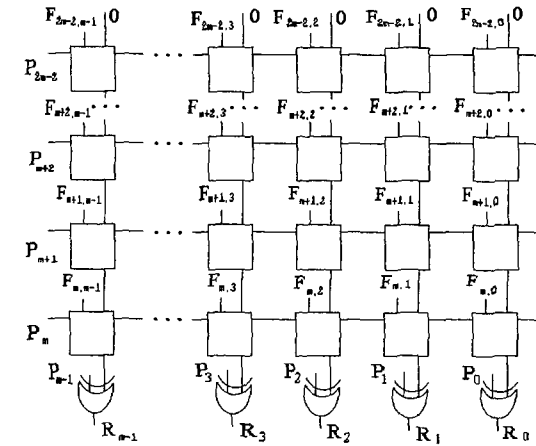 F2m-2,m-1 0 F2m-2,3 0 F2m-2,2 0 F2m-2,1 0 F2m-2,0 0
P2m-2 ...
Fm+2,m-1 ... Fm+2,3 ... Fm+2,2 ... Fm+2,1 ... Fm+2,0 ...
Pm+2 ...
Fm+1,m-1 Fm+1,3 Fm+1,2 Fm+1,1 Fm+1,0
Pm+1 ...
Fm,m-1 Fm,3 Fm,2 Fm,1 Fm,0
Pm ...
Pm-1 P3 P2 P1 P0
Rm-1 R3 R2 R1 R0